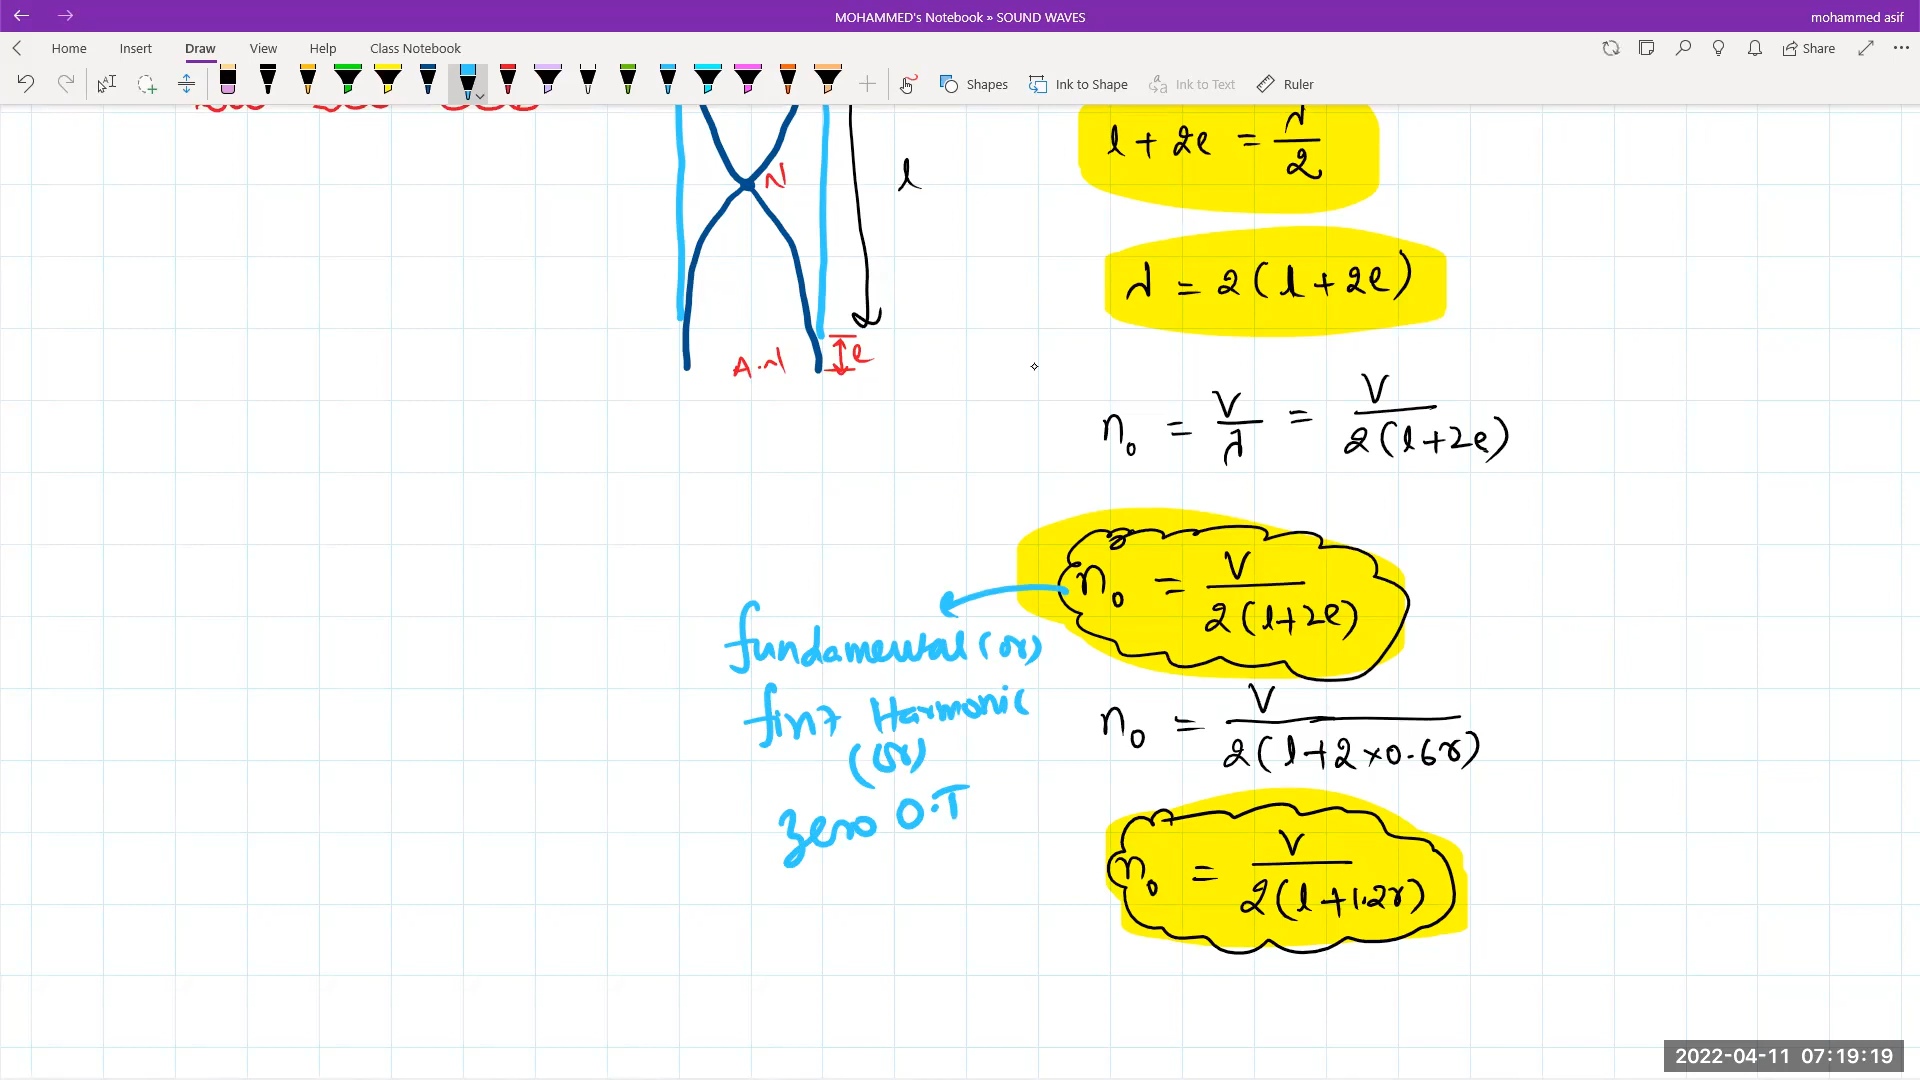 MOHAMMED's Notebook » SOUND WAVES
mohammed asif
Home Insert Draw View Help Class Notebook
Share
Shapes Ink to Shape Ink to Text Ruler
l + 2e = λ/2
N
l
λ = 2(l+2e)
A.N
e
n₀ = V/λ = V/2(l+2e)
n₀ = V/2(l+2e)
fundamental (or)
first Harmonic
(or)
zero O.T
n₀ = V/2(l+2×0.6r)
n₀ = V/2(l+1.2r)
2022-04-11 07:19:19